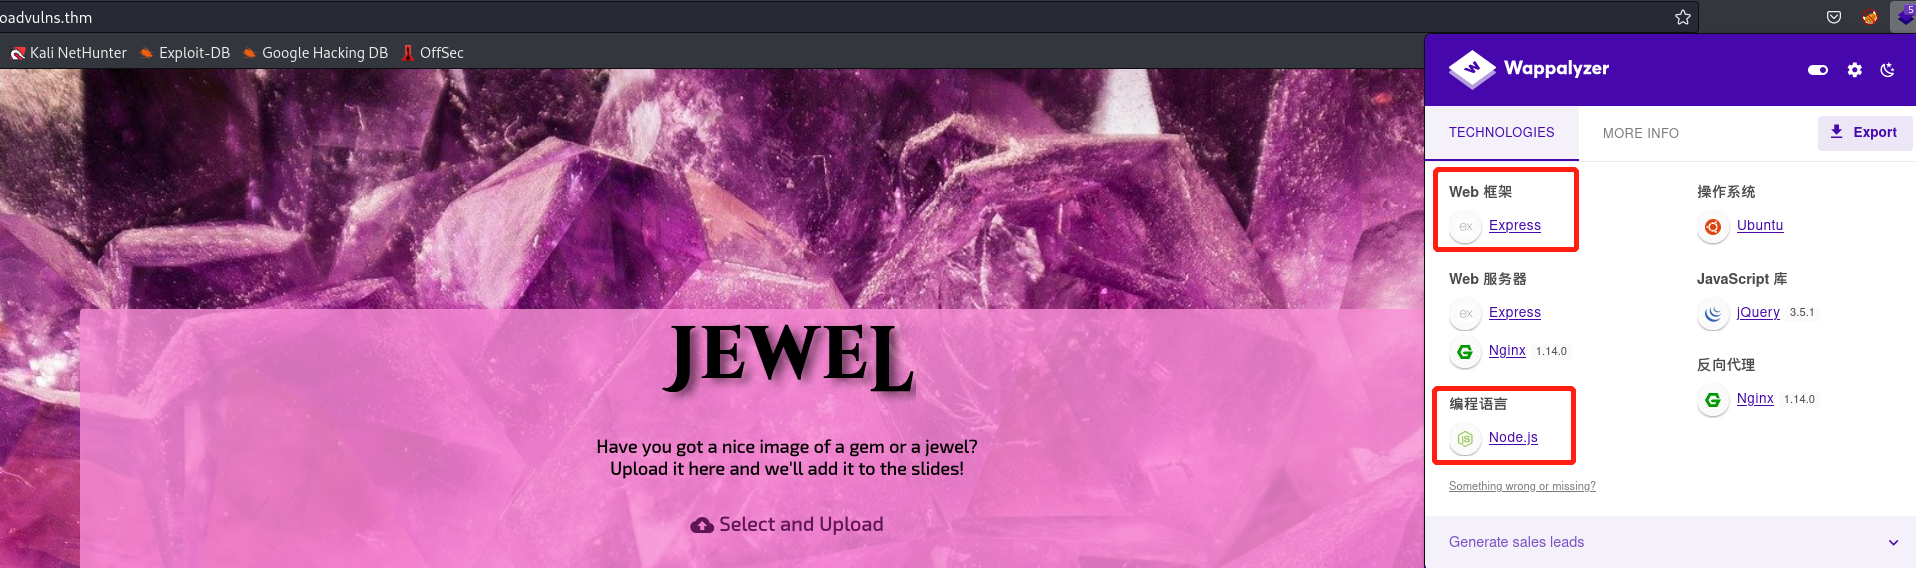 oadvulns.thm
5
Kali NetHunter Exploit-DB Google Hacking DB OffSec
W Wappalyzer
TECHNOLOGIES MORE INFO Export
Web 框架
ex Express
操作系统
Ubuntu
Web 服务器
ex Express
Nginx 1.14.0
JavaScript 库
jQuery 3.5.1
编程语言
JS Node.js
反向代理
Nginx 1.14.0
Something wrong or missing?
Generate sales leads
JEWEL
Have you got a nice image of a gem or a jewel?
Upload it here and we'll add it to the slides!
Select and Upload